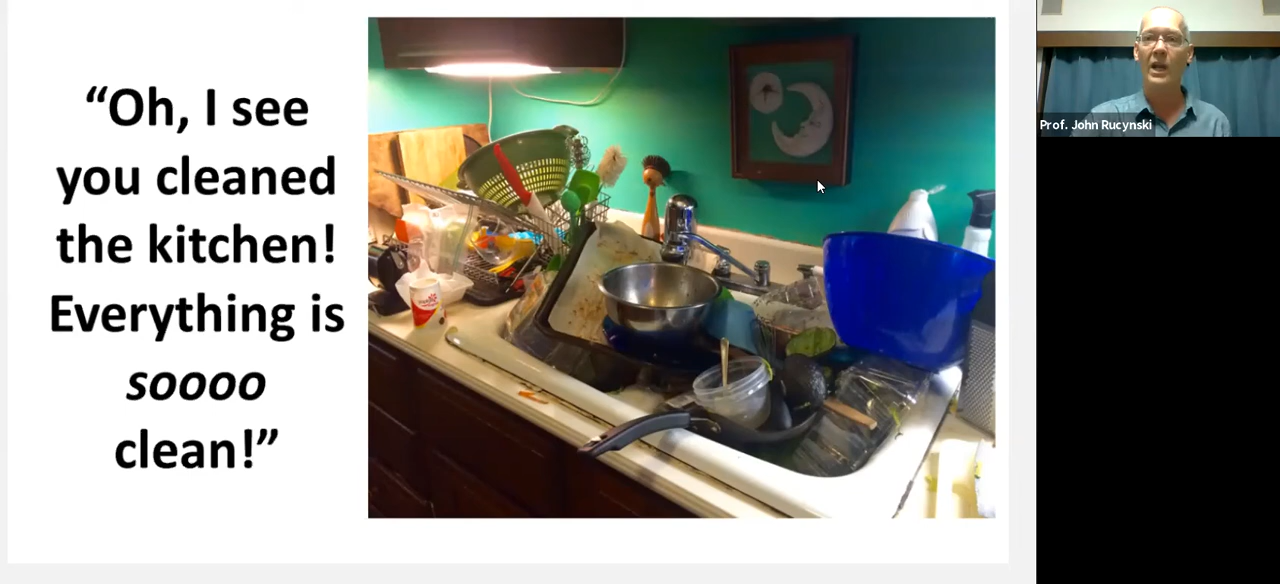 “Oh, I see
you cleaned
the kitchen!
Everything is
soooo
clean!”
Prof. John Rucynski